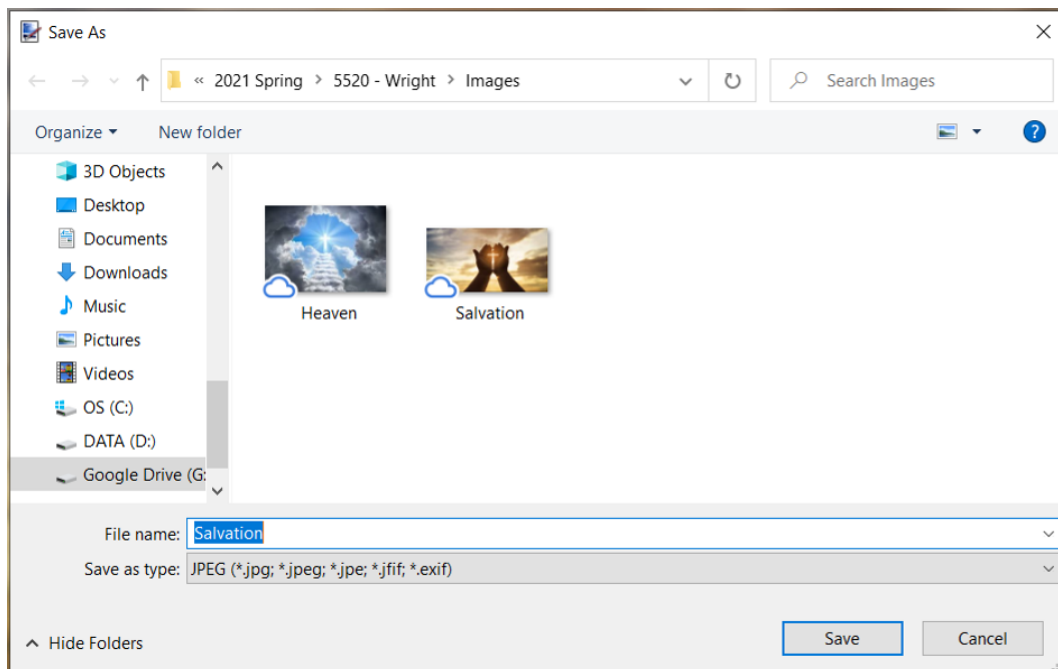 Save As
« 2021 Spring > 5520 - Wright > Images
Search Images
Organize
New folder
3D Objects
Desktop
Documents
Downloads
Music
Pictures
Videos
OS (C:)
DATA (D:)
Google Drive (G:
Heaven
Salvation
File name: Salvation
Save as type: JPEG (*.jpg; *.jpeg; *.jpe; *.jfif; *.exif)
Hide Folders
Save
Cancel